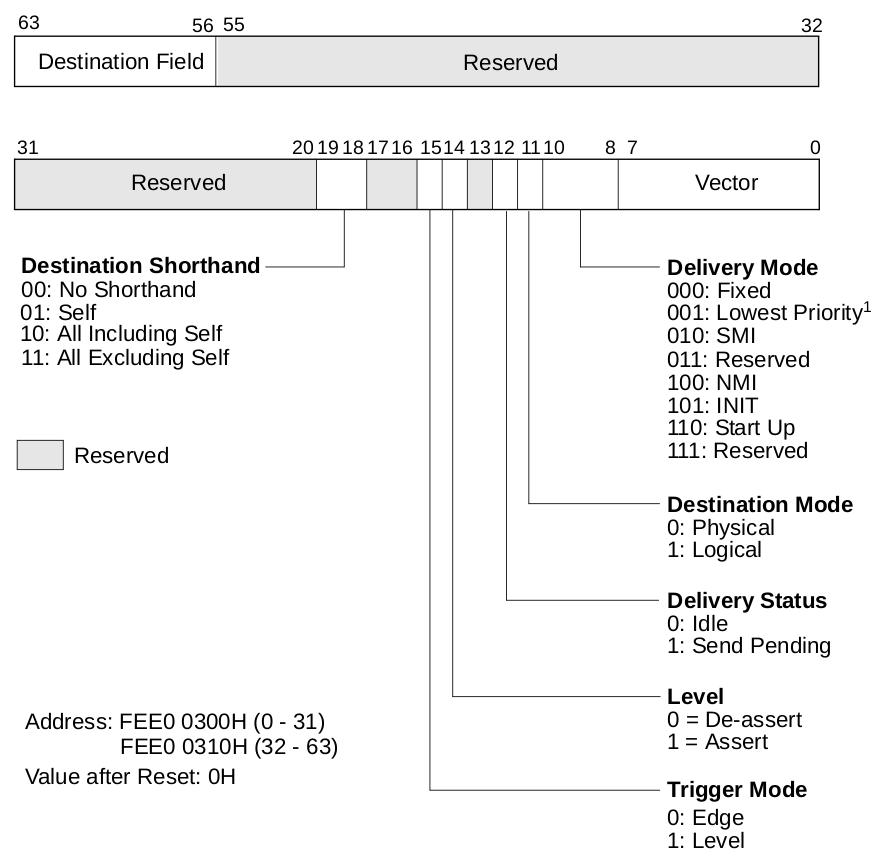 63 56 55 32
Destination Field Reserved
31 20 19 18 17 16 15 14 13 12 11 10 8 7 0
Reserved Vector
Destination Shorthand
00: No Shorthand
01: Self
10: All Including Self
11: All Excluding Self
Reserved
Delivery Mode
000: Fixed
001: Lowest Priority1
010: SMI
011: Reserved
100: NMI
101: INIT
110: Start Up
111: Reserved
Destination Mode
0: Physical
1: Logical
Delivery Status
0: Idle
1: Send Pending
Level
0 = De-assert
1 = Assert
Trigger Mode
0: Edge
1: Level
Address: FEE0 0300H (0 - 31)
FEE0 0310H (32 - 63)
Value after Reset: 0H